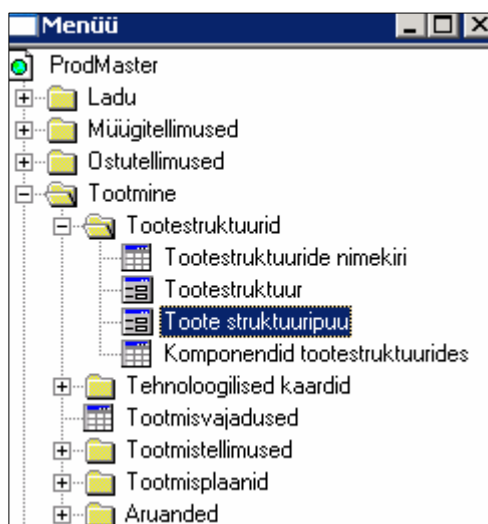 Menüü
ProdMaster
Ladu
Müügitellimused
Ostutellimused
Tootmine
Tootestruktuurid
Tootestruktuuride nimekiri
Tootestruktuur
Toote struktuuripuu
Komponendid tootestruktuurides
Tehnoloogilised kaardid
Tootmisvajadused
Tootmistellimused
Tootmisplaanid
Aruanded